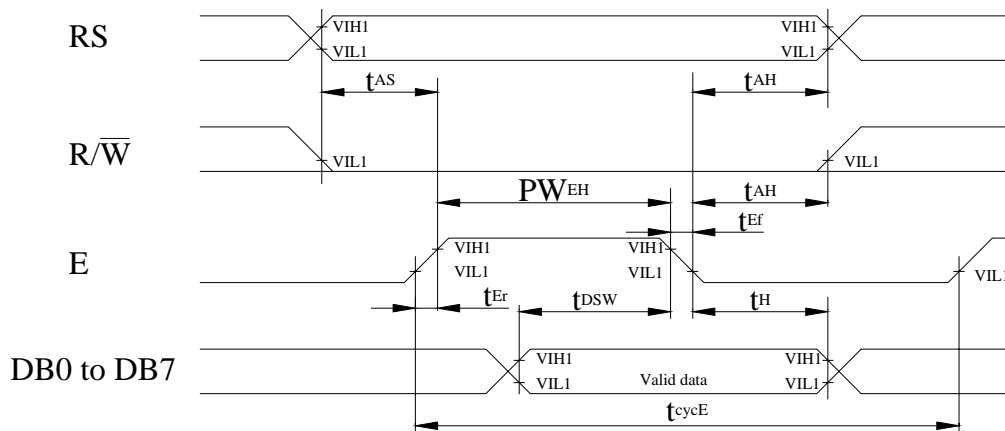 RS
VIH1
VIL1
VIH1
VIL1
tAS
tAH
R/W̅
VIL1
VIL1
PWEH
tAH
tEf
E
VIH1
VIL1
VIH1
VIL1
VIL1
tEr
tDSW
tH
DB0 to DB7
VIH1
VIL1
Valid data
VIH1
VIL1
tcycE